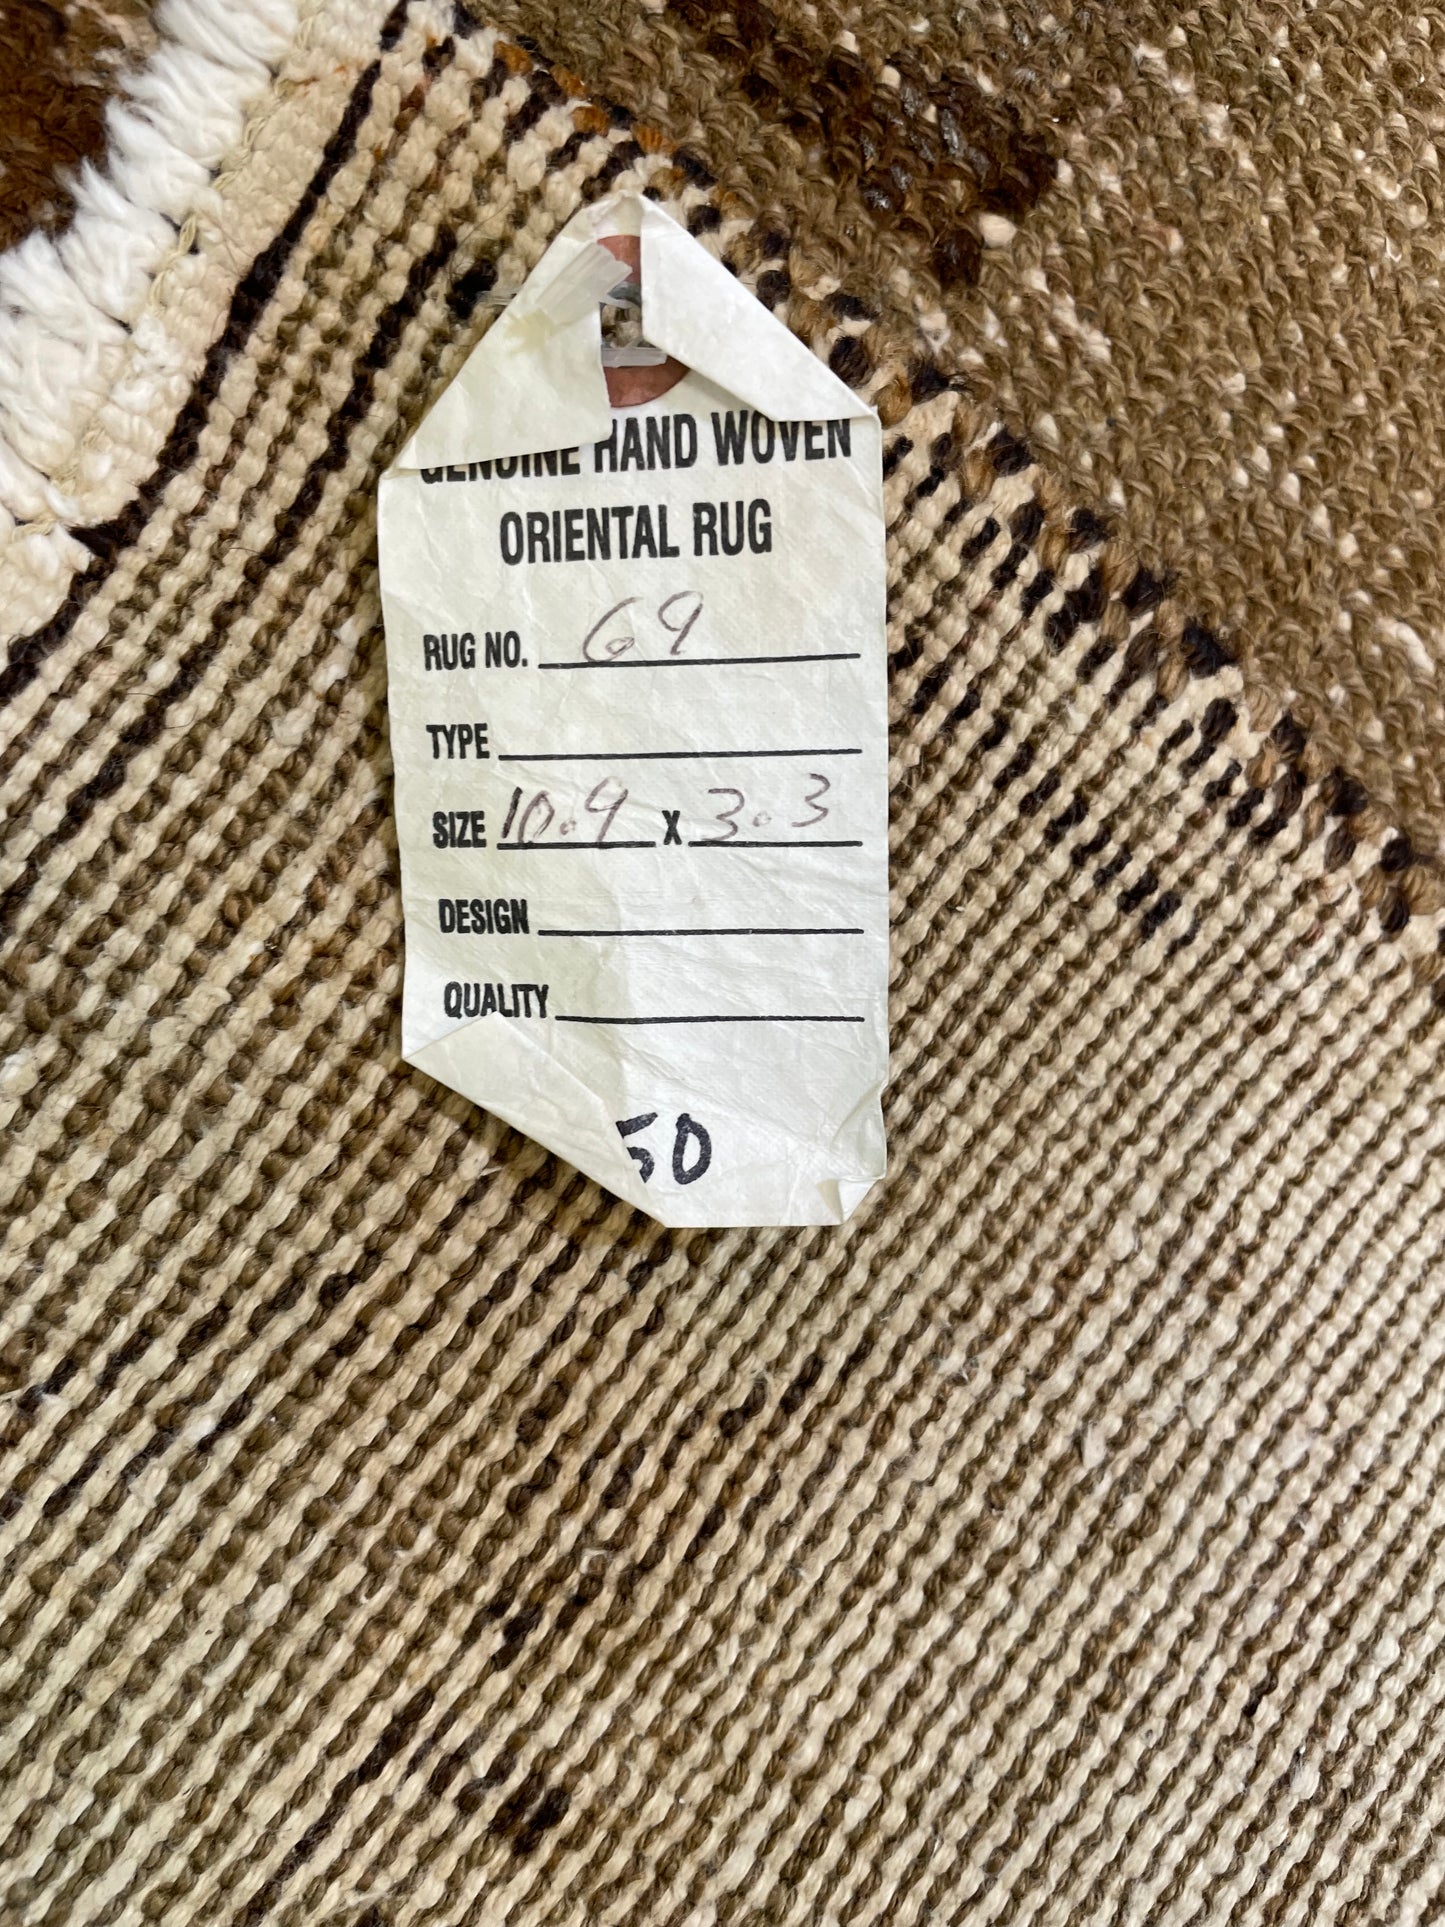 GENUINE HAND WOVEN
ORIENTAL RUG
RUG NO. 69
TYPE
SIZE 10.9 X 3.3
DESIGN
QUALITY
50